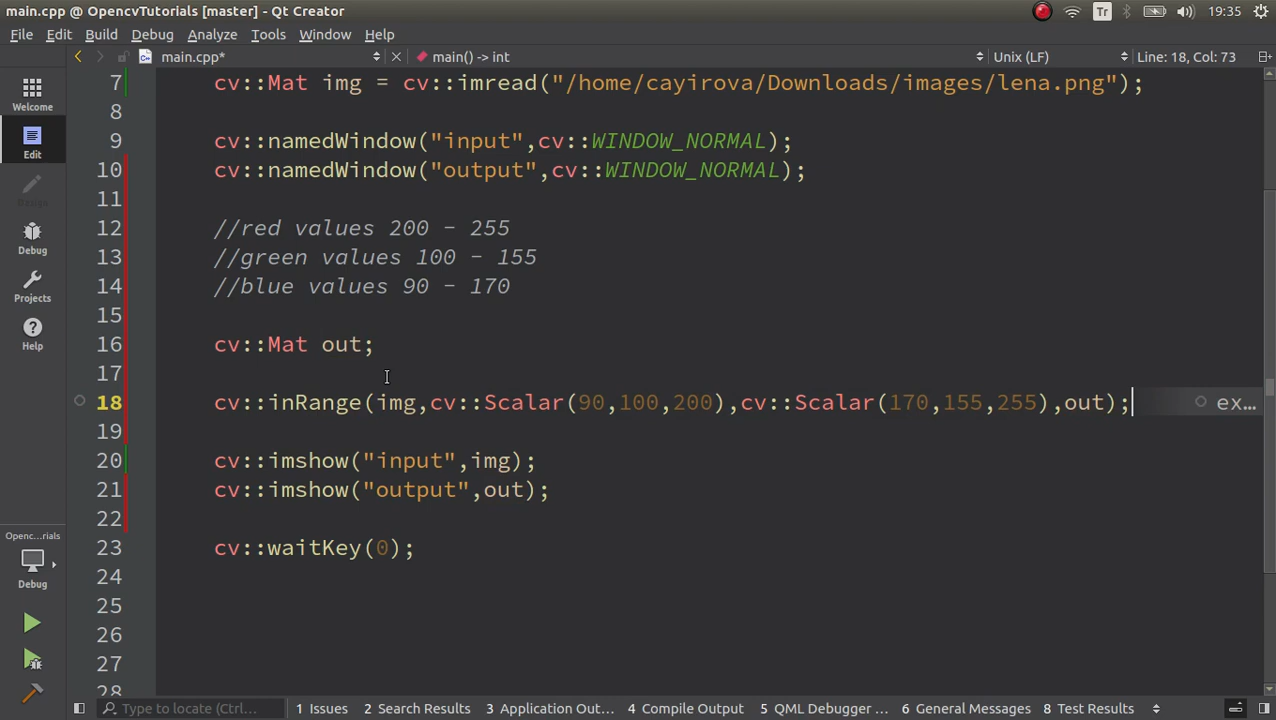 main.cpp @ OpencvTutorials [master] - Qt Creator
Tr
19:35
File Edit Build Debug Analyze Tools Window Help
main.cpp*
main() -> int
Unix (LF)
Line: 18, Col: 73
Welcome
Edit
Design
Debug
Projects
Help
Openc...rials
Debug
7 cv::Mat img = cv::imread("/home/cayirova/Downloads/images/lena.png");
8
9 cv::namedWindow("input",cv::WINDOW_NORMAL);
10 cv::namedWindow("output",cv::WINDOW_NORMAL);
11
12 //red values 200 - 255
13 //green values 100 - 155
14 //blue values 90 - 170
15
16 cv::Mat out;
17
18 cv::inRange(img,cv::Scalar(90,100,200),cv::Scalar(170,155,255),out); ex...
19
20 cv::imshow("input",img);
21 cv::imshow("output",out);
22
23 cv::waitKey(0);
24
25
26
27
28
Type to locate (Ctrl...
1 Issues
2 Search Results
3 Application Out...
4 Compile Output
5 QML Debugger ...
6 General Messages
8 Test Results